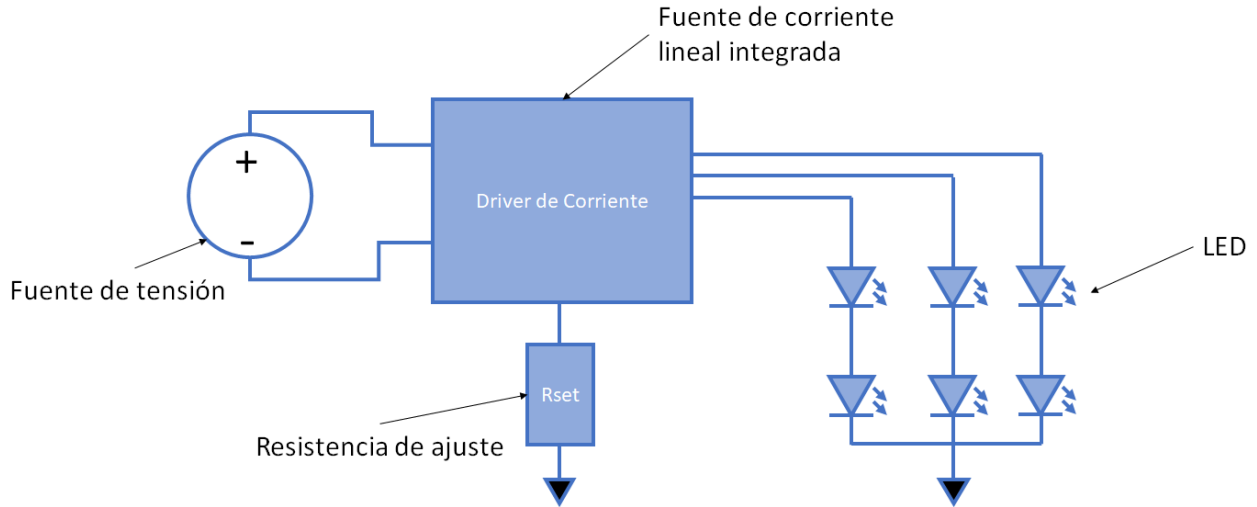 Fuente de corriente
lineal integrada
+
Driver de Corriente
-
LED
Fuente de tensión
Rset
Resistencia de ajuste